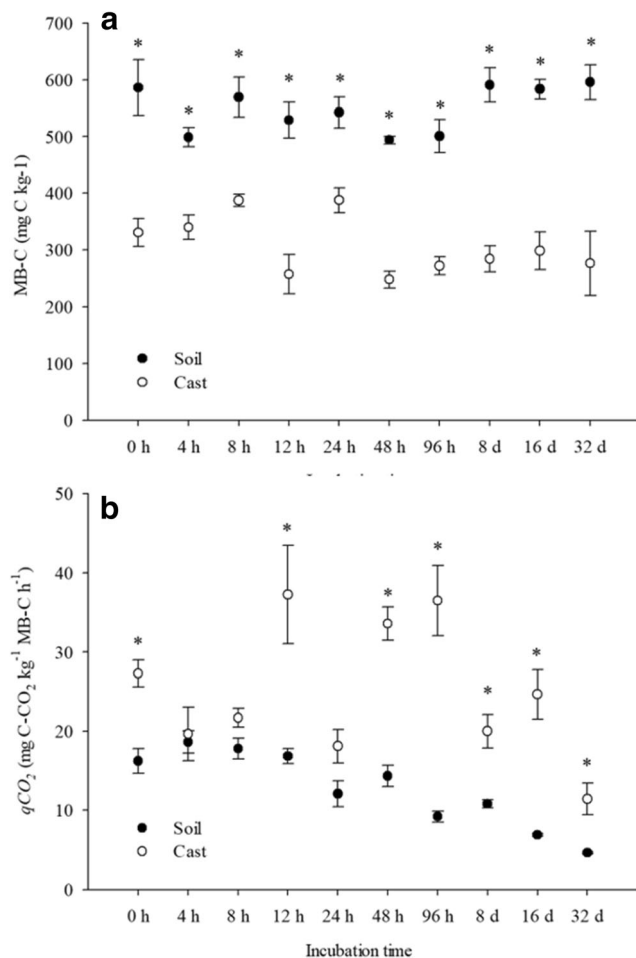 a
700
600
500
400
300
200
100
0
MB-C (mg C kg-1)
* * * * * * * * * *
Soil
Cast
0 h 4 h 8 h 12 h 24 h 48 h 96 h 8 d 16 d 32 d
b
50
40
30
20
10
0
qCO₂ (mg C-CO₂ kg⁻¹ MB-C h⁻¹)
* * * * * * *
Soil
Cast
0 h 4 h 8 h 12 h 24 h 48 h 96 h 8 d 16 d 32 d
Incubation time